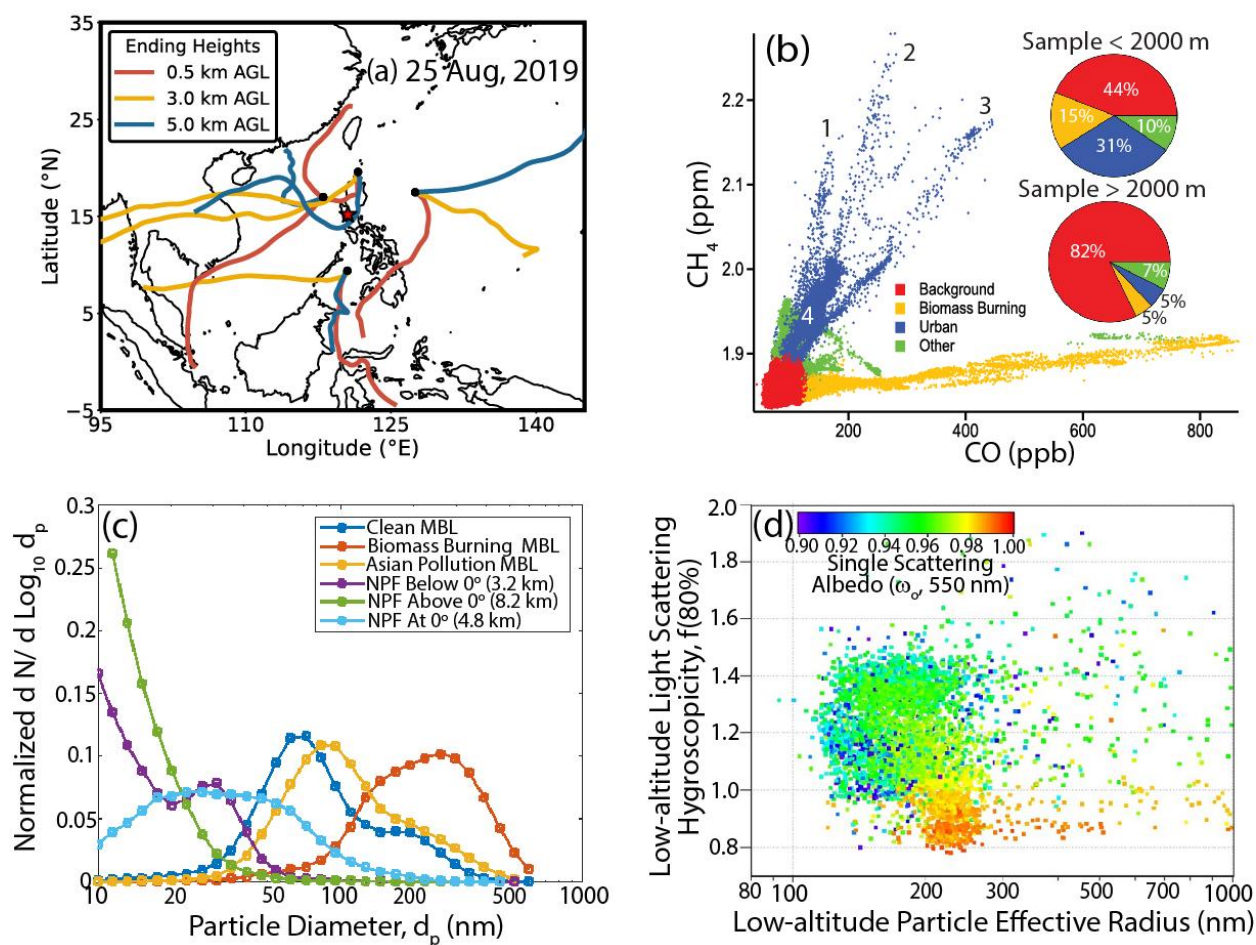 Ending Heights
0.5 km AGL
3.0 km AGL
5.0 km AGL
(a) 25 Aug, 2019
35
25
15
5
−5
Latitude (°N)
95
110
125
140
Longitude (°E)
(b)
1
2
3
4
Sample < 2000 m
44%
15%
10%
31%
Sample > 2000 m
82%
7%
5%
5%
Background
Biomass Burning
Urban
Other
2.2
2.1
2.0
1.9
CH4 (ppm)
200
400
600
800
CO (ppb)
(c)
Clean MBL
Biomass Burning MBL
Asian Pollution MBL
NPF Below 0° (3.2 km)
NPF Above 0° (8.2 km)
NPF At 0° (4.8 km)
0.3
0.25
0.2
0.15
0.1
0.05
0
Normalized d N/ d Log10 dp
10
20
50
100
200
500
1000
Particle Diameter, dp (nm)
(d)
0.90 0.92 0.94 0.96 0.98 1.00
Single Scattering
Albedo (ωo, 550 nm)
2.0
1.8
1.6
1.4
1.2
1.0
0.8
Low-altitude Light Scattering
Hygroscopicity, f(80%)
80
100
200
300
500
700
1000
Low-altitude Particle Effective Radius (nm)